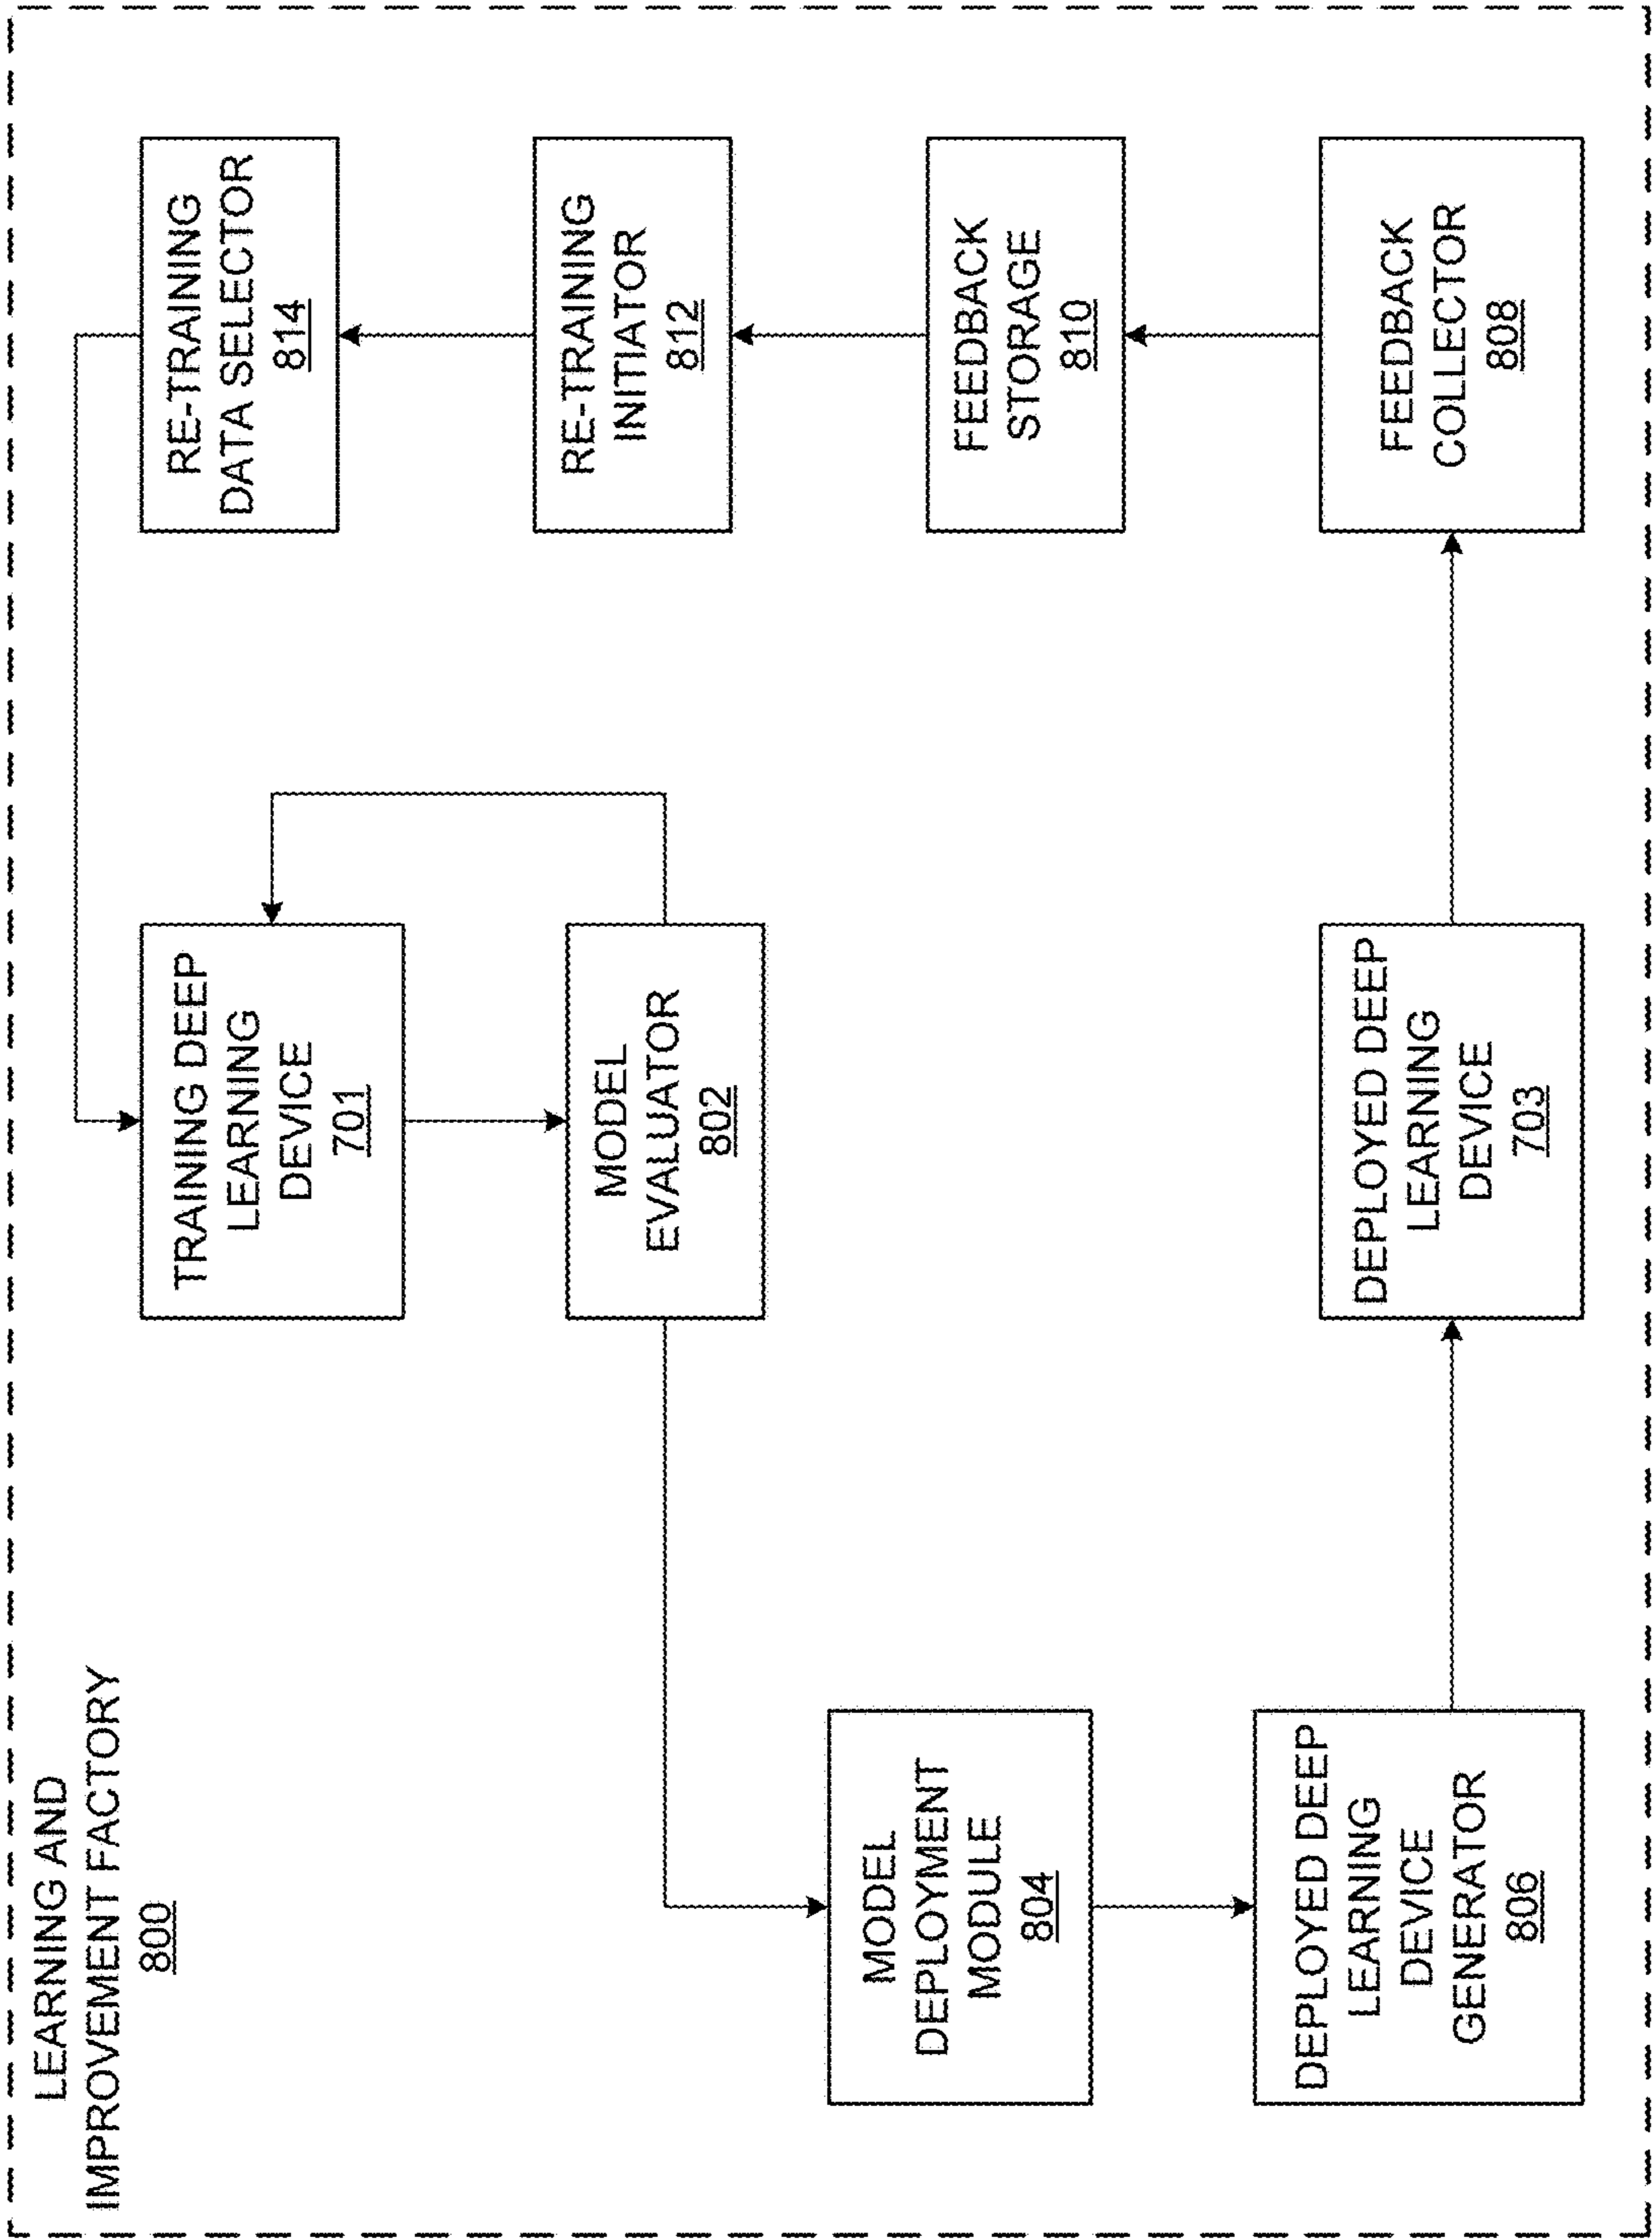 LEARNING AND
IMPROVEMENT FACTORY
800
TRAINING DEEP
LEARNING
DEVICE
701
RE-TRAINING
DATA SELECTOR
814
MODEL
EVALUATOR
802
RE-TRAINING
INITIATOR
812
MODEL
DEPLOYMENT
MODULE
804
FEEDBACK
STORAGE
810
DEPLOYED DEEP
LEARNING
DEVICE
GENERATOR
806
DEPLOYED DEEP
LEARNING
DEVICE
703
FEEDBACK
COLLECTOR
808